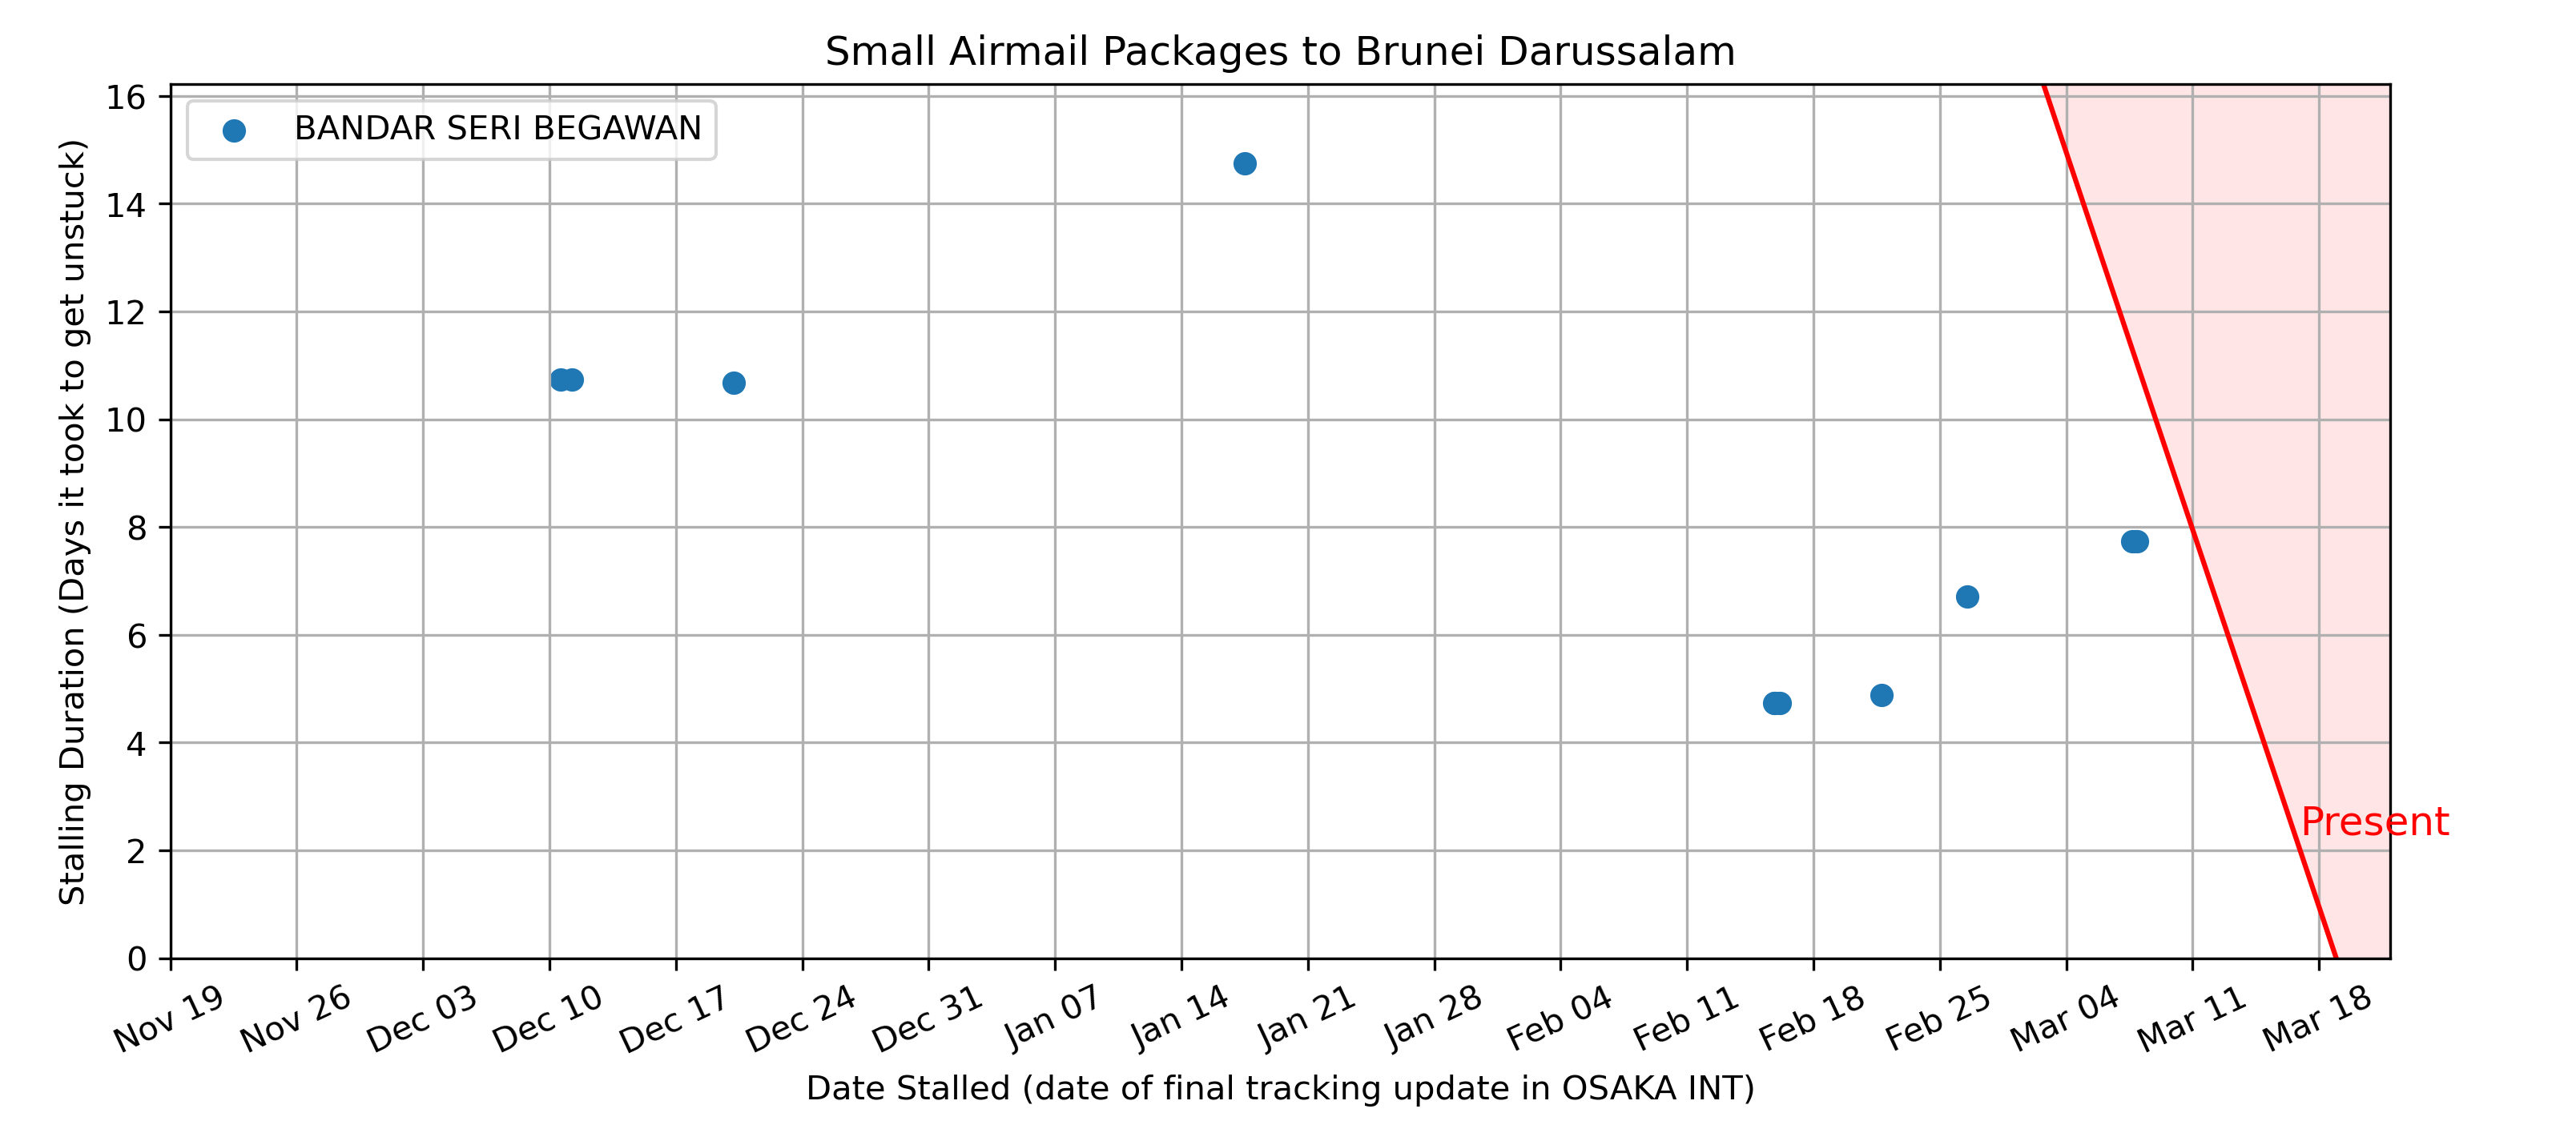 Small Airmail Packages to Brunei Darussalam
BANDAR SERI BEGAWAN
Stalling Duration (Days it took to get unstuck)
16
14
12
10
8
6
4
2
0
Present
Nov 19
Nov 26
Dec 03
Dec 10
Dec 17
Dec 24
Dec 31
Jan 07
Jan 14
Jan 21
Jan 28
Feb 04
Feb 11
Feb 18
Feb 25
Mar 04
Mar 11
Mar 18
Date Stalled (date of final tracking update in OSAKA INT)